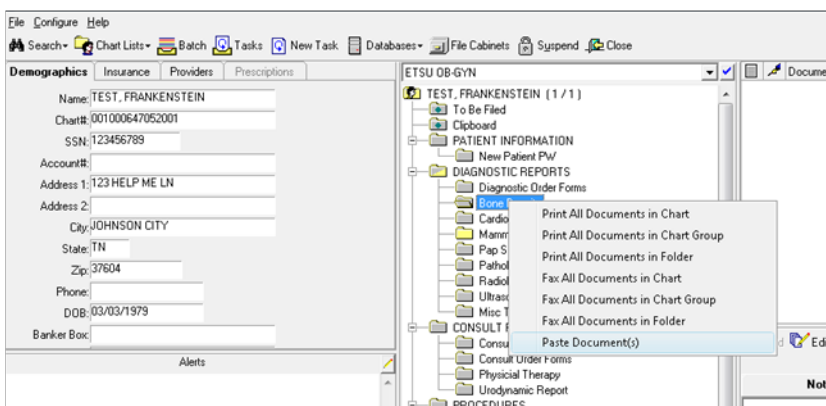 File Configure Help
Search Chart Lists Batch Tasks New Task Databases File Cabinets Suspend Close
Demographics Insurance Providers Prescriptions
Name: TEST, FRANKENSTEIN
Chart#: 001000647052001
SSN: 123456789
Account#:
Address 1: 123 HELP ME LN
Address 2:
City: JOHNSON CITY
State: TN
Zip: 37604
Phone:
DOB: 03/03/1979
Banker Box:
Alerts
ETSU OB-GYN
TEST, FRANKENSTEIN (1/1)
To Be Filed
Clipboard
PATIENT INFORMATION
New Patient PW
DIAGNOSTIC REPORTS
Diagnostic Order Forms
Bone
Cardio
Mamm
Pap S
Pathol
Radiol
Ultraso
Misc T
CONSULT
Consu
Consult Order Forms
Physicial Therapy
Urodynamic Report
PROCEDURES
Print All Documents in Chart
Print All Documents in Chart Group
Print All Documents in Folder
Fax All Documents in Chart
Fax All Documents in Chart Group
Fax All Documents in Folder
Paste Document(s)
Docume
Edi
Not